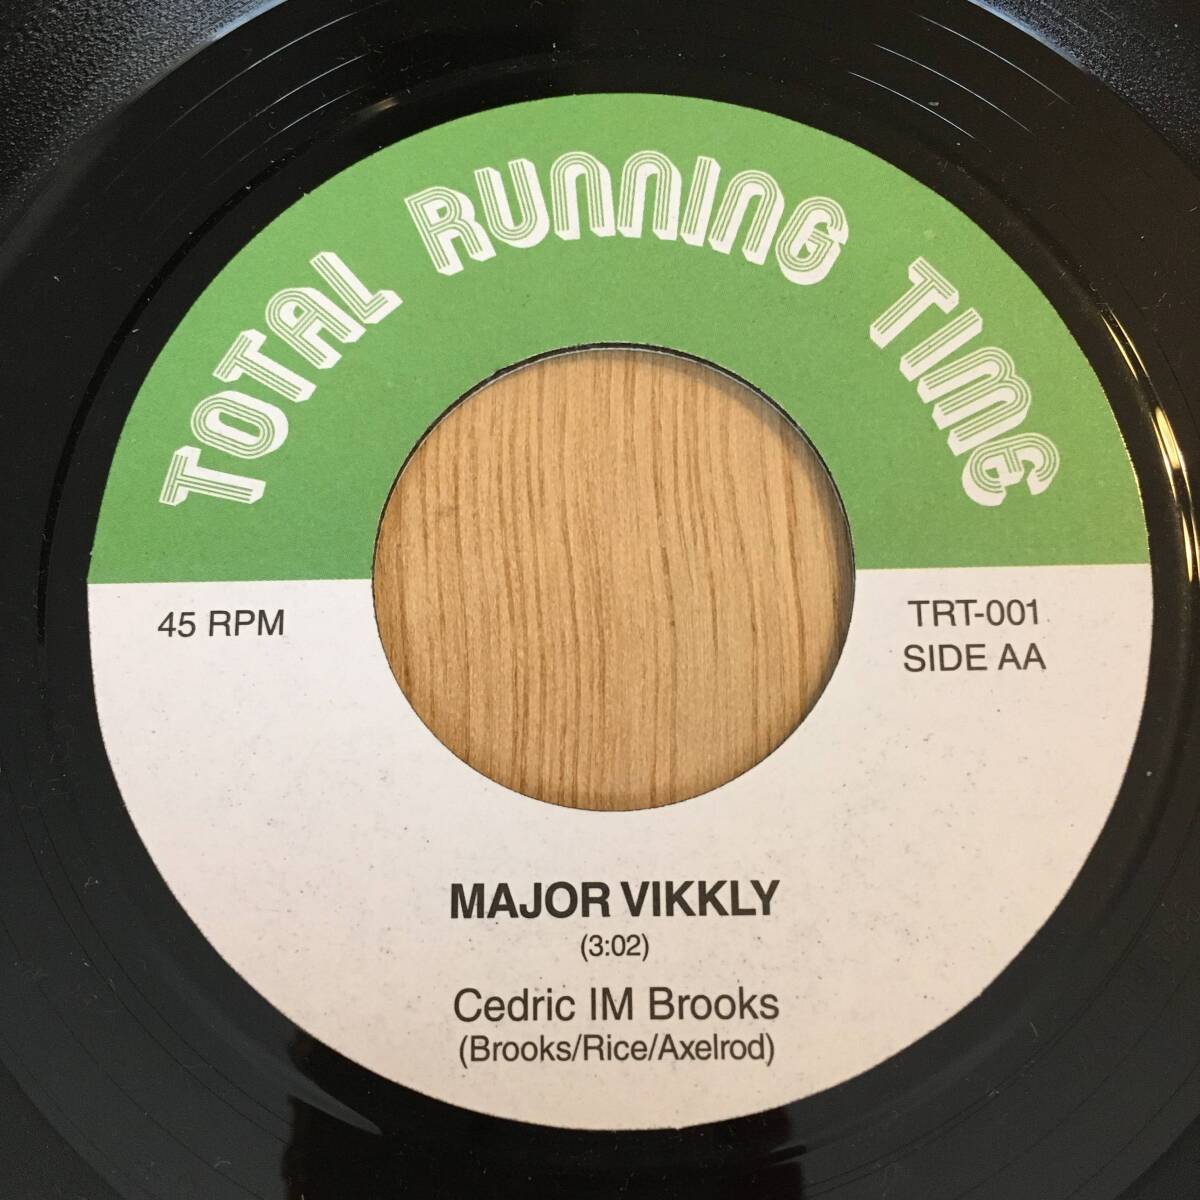 TOTAL RUNNING TIME
45 RPM
TRT-001
SIDE AA
MAJOR VIKKLY
(3:02)
Cedric IM Brooks
(Brooks/Rice/Axelrod)